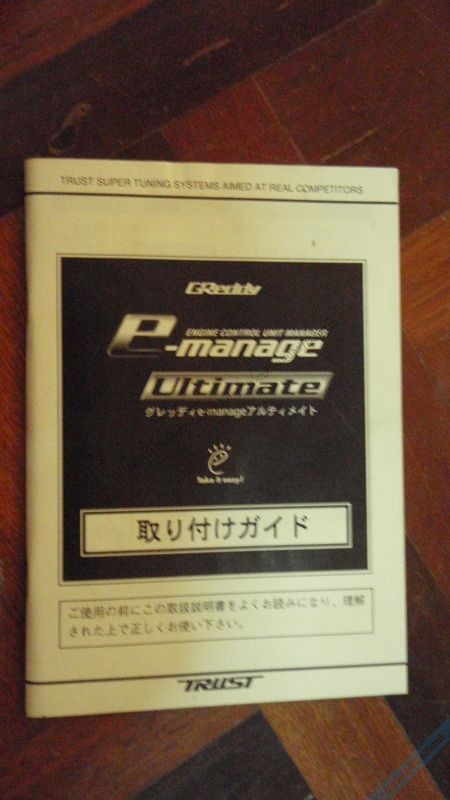 TRUST SUPER TUNING SYSTEMS AIMED AT REAL COMPETITORS
GReddy
ENGINE CONTROL UNIT MANAGER
e-manage
Ultimate
グレッディe-manageアルティメイト
Take it easy!
取り付けガイド
ご使用の前にこの取扱説明書をよくお読みになり、理解
された上で正しくお使い下さい。
TRUST